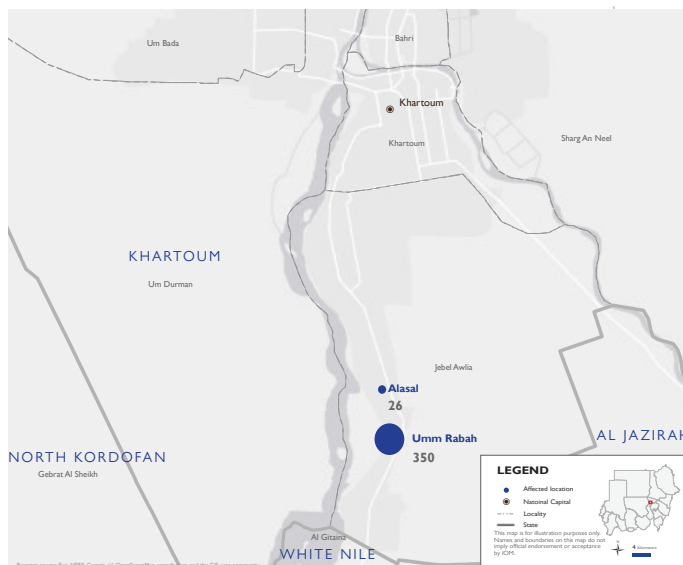 Um Bada
Bahri
Khartoum
Khartoum
Sharg An Neel
KHARTOUM
Um Durman
Jebel Awlia
Alasal
26
Umm Rabah
350
AL JAZIRAH
NORTH KORDOFAN
Gebrat Al Sheikh
Al Gitaina
WHITE NILE
LEGEND
Affected location
Natoinal Capital
Locality
State
This map is for illustration purposes only.
Names and boundaries on this map do not
imply official endorsement or acceptance
by IOM.
4 Kilometers